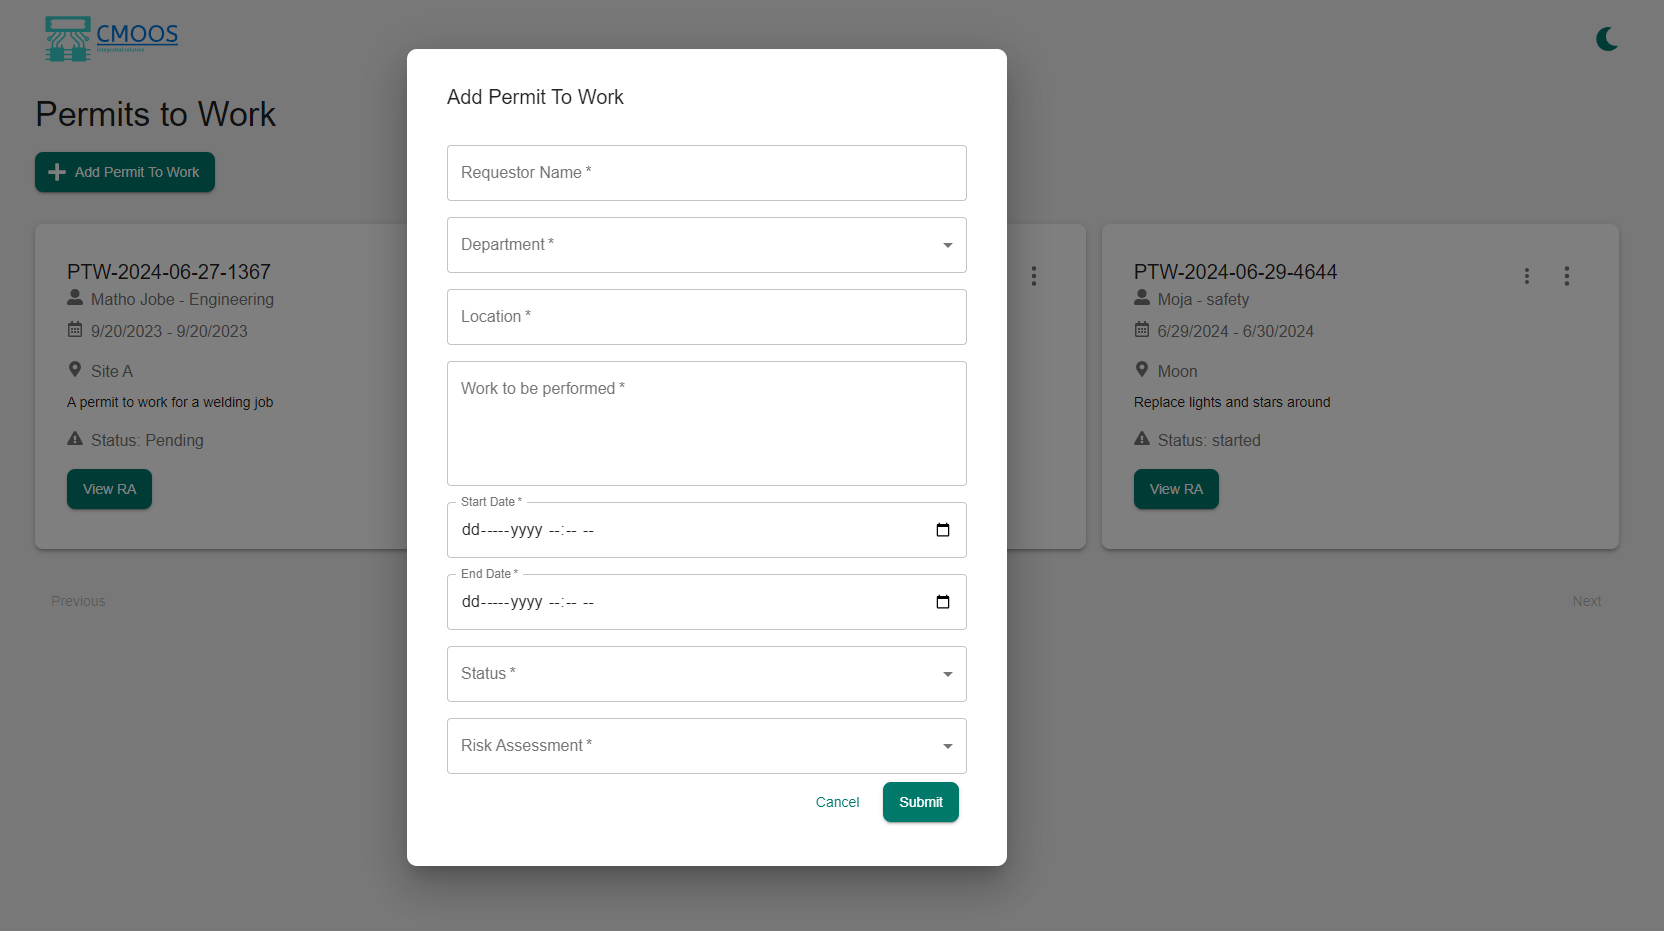 CMOOS
Integrated solution
Permits to Work
Add Permit To Work
PTW-2024-06-27-1367
Matho Jobe - Engineering
9/20/2023 - 9/20/2023
Site A
A permit to work for a welding job
Status: Pending
View RA
Add Permit To Work
Requestor Name *
Department *
Location *
Work to be performed *
Start Date *
dd-----yyyy --:-- --
End Date *
dd-----yyyy --:-- --
Status *
Risk Assessment *
Cancel
Submit
PTW-2024-06-29-4644
Moja - safety
6/29/2024 - 6/30/2024
Moon
Replace lights and stars around
Status: started
View RA
Previous
Next